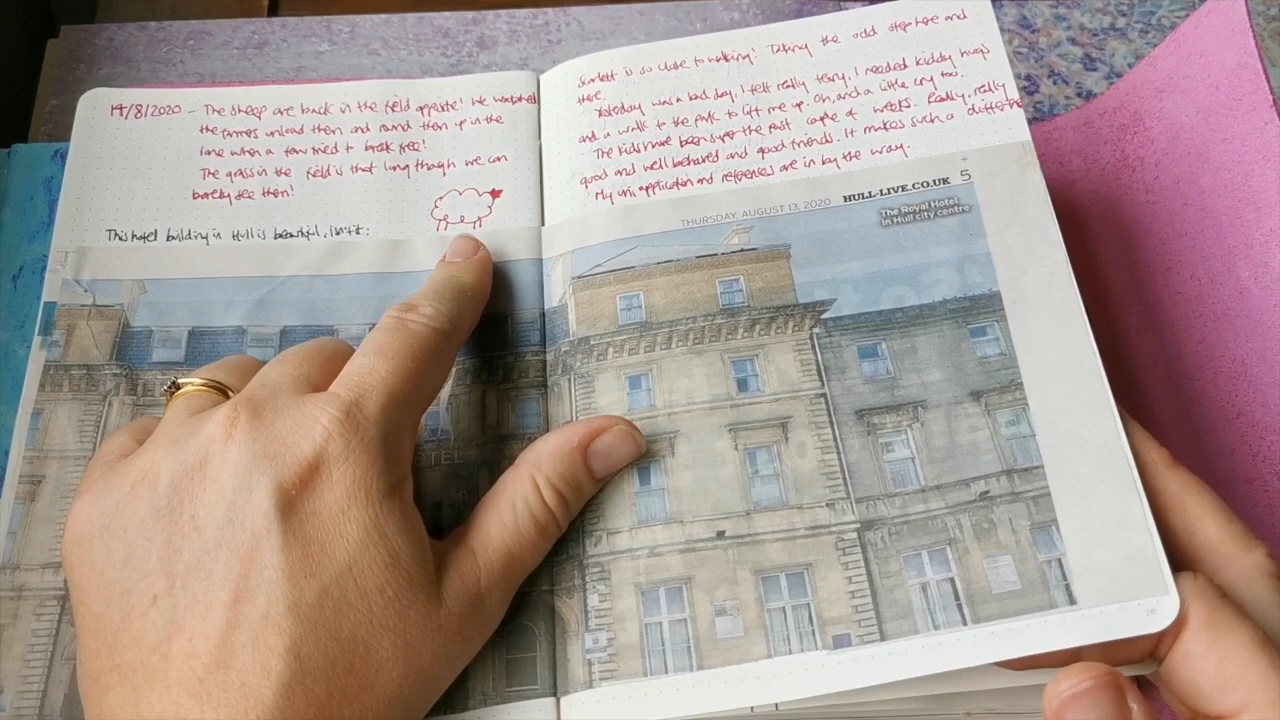 19/8/2020 - The sheep are back in the field opposite! We watched
the farmers unload them and round them up in the
lane when a few tried to break free!
The grass in the field is that long though we can
barely see them!
This hotel building in Hull is beautiful, isn't it:
Scarlett is so close to walking! Taking the odd step here and
there.
Yesterday was a bad day, I felt really teary, I needed kiddy hugs
and a walk to the park to lift me up. Oh, and a little cry too.
The kids have been super the past couple of weeks. Really, really
good and well behaved and good friends. It makes such a difference
My uni application and references are in by the way.
THURSDAY, AUGUST 13, 2020 HULL-LIVE.CO.UK 5
The Royal Hotel
in Hull city centre
OTEL
26